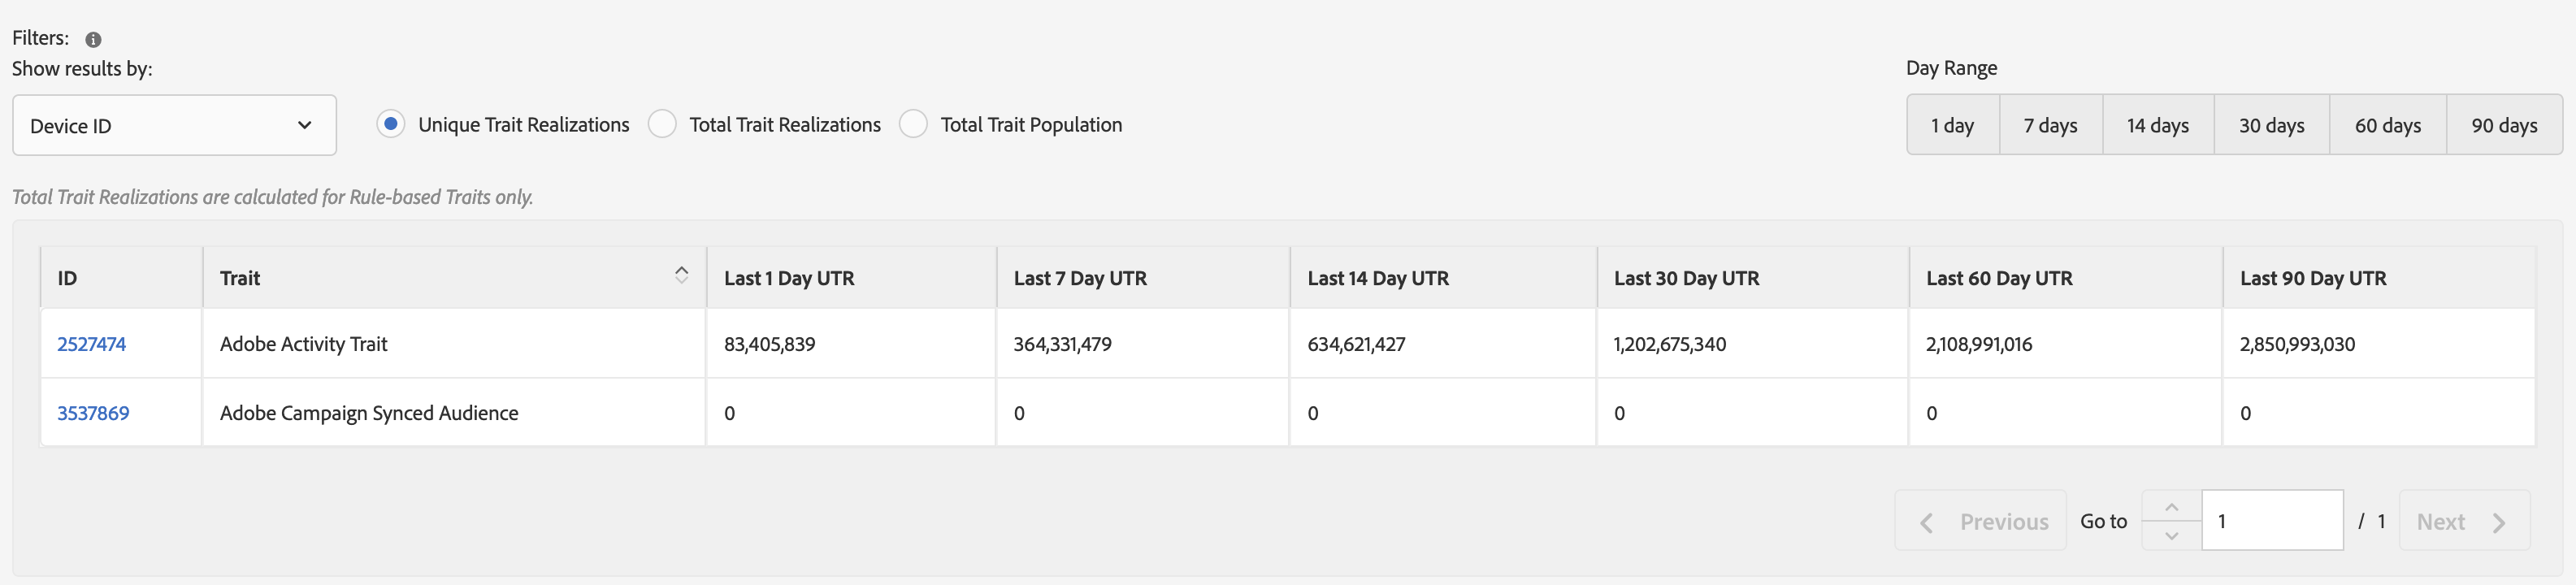 Filters:
Show results by:
Day Range
Device ID
Unique Trait Realizations Total Trait Realizations Total Trait Population
1 day 7 days 14 days 30 days 60 days 90 days
Total Trait Realizations are calculated for Rule-based Traits only.
ID Trait Last 1 Day UTR Last 7 Day UTR Last 14 Day UTR Last 30 Day UTR Last 60 Day UTR Last 90 Day UTR
2527474 Adobe Activity Trait 83,405,839 364,331,479 634,621,427 1,202,675,340 2,108,991,016 2,850,993,030
3537869 Adobe Campaign Synced Audience 0 0 0 0 0 0
Previous Go to 1 / 1 Next